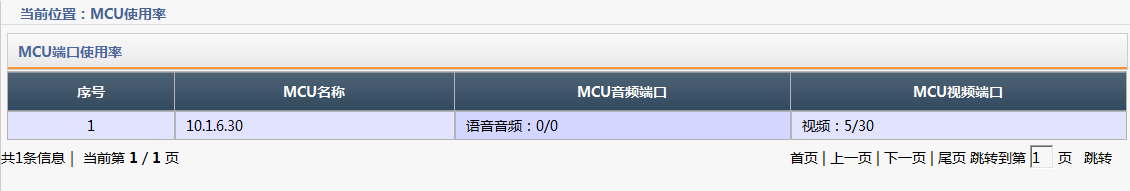 当前位置：MCU使用率
MCU端口使用率
序号 MCU名称 MCU音频端口 MCU视频端口
1 10.1.6.30 语音音频：0/0 视频：5/30
共1条信息 | 当前第 1 / 1 页 首页 | 上一页 | 下一页 | 尾页 跳转到第 1 页 跳转